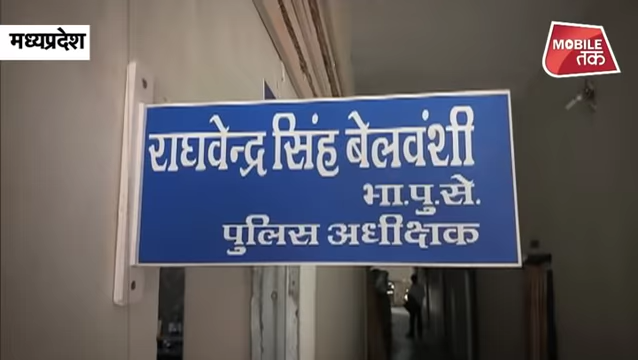 मध्यप्रदेश
MOBILE
तक
राघवेन्द्र सिंह बेलवंशी
भा.पु.से.
पुलिस अधीक्षक